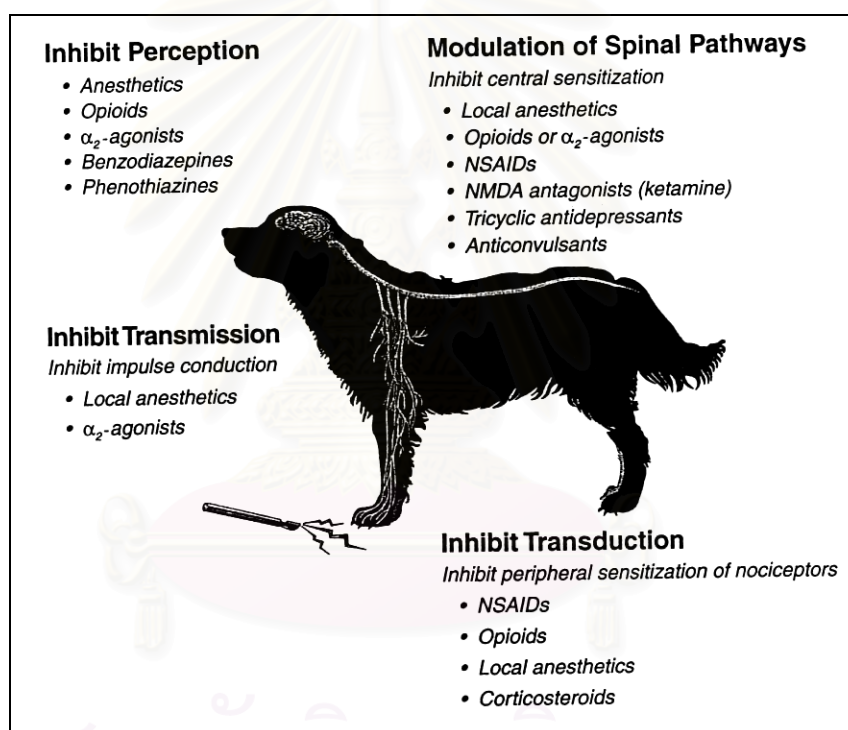 Inhibit Perception
• Anesthetics
• Opioids
• α₂-agonists
• Benzodiazepines
• Phenothiazines
Modulation of Spinal Pathways
Inhibit central sensitization
• Local anesthetics
• Opioids or α₂-agonists
• NSAIDs
• NMDA antagonists (ketamine)
• Tricyclic antidepressants
• Anticonvulsants
Inhibit Transmission
Inhibit impulse conduction
• Local anesthetics
• α₂-agonists
Inhibit Transduction
Inhibit peripheral sensitization of nociceptors
• NSAIDs
• Opioids
• Local anesthetics
• Corticosteroids